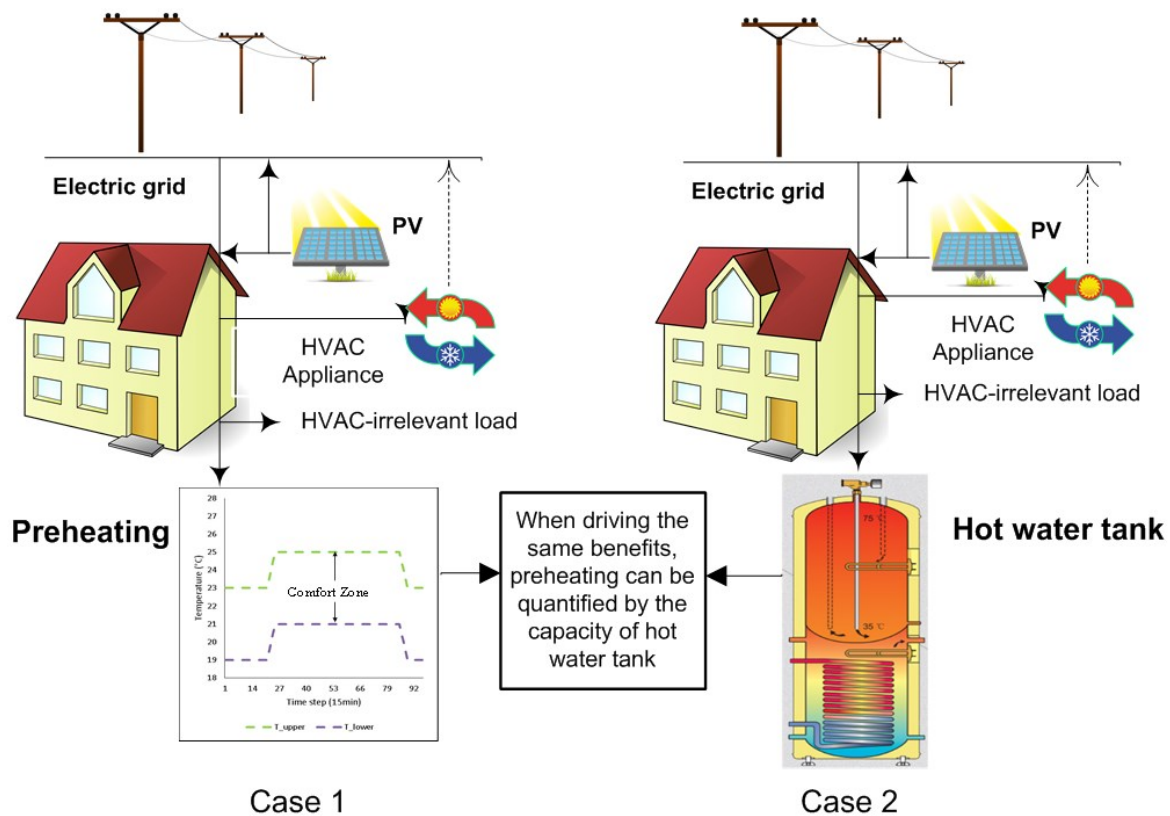 Electric grid
PV
HVAC
Appliance
HVAC-irrelevant load
Preheating
28
27
26
25
24
23
22
21
20
19
18
Temperature (°C)
Comfort Zone
1 14 27 40 53 66 79 92
Time step (15min)
T_upper T_lower
Case 1
When driving the
same benefits,
preheating can be
quantified by the
capacity of hot
water tank
Electric grid
PV
HVAC
Appliance
HVAC-irrelevant load
75 ℃
35 ℃
Hot water tank
Case 2